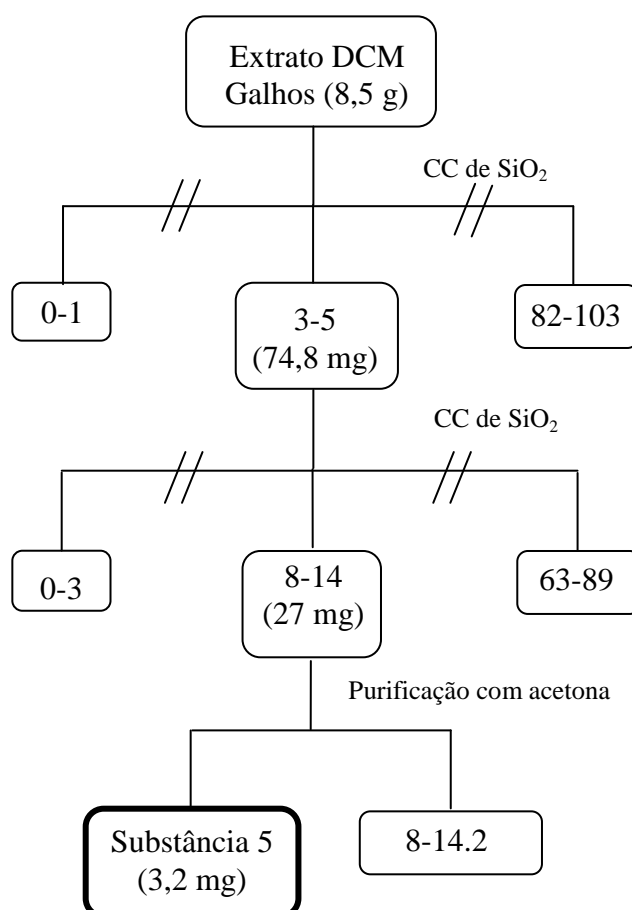 Extrato DCM
Galhos (8,5 g)
CC de SiO₂
0-1
3-5
(74,8 mg)
82-103
CC de SiO₂
0-3
8-14
(27 mg)
63-89
Purificação com acetona
Substância 5
(3,2 mg)
8-14.2